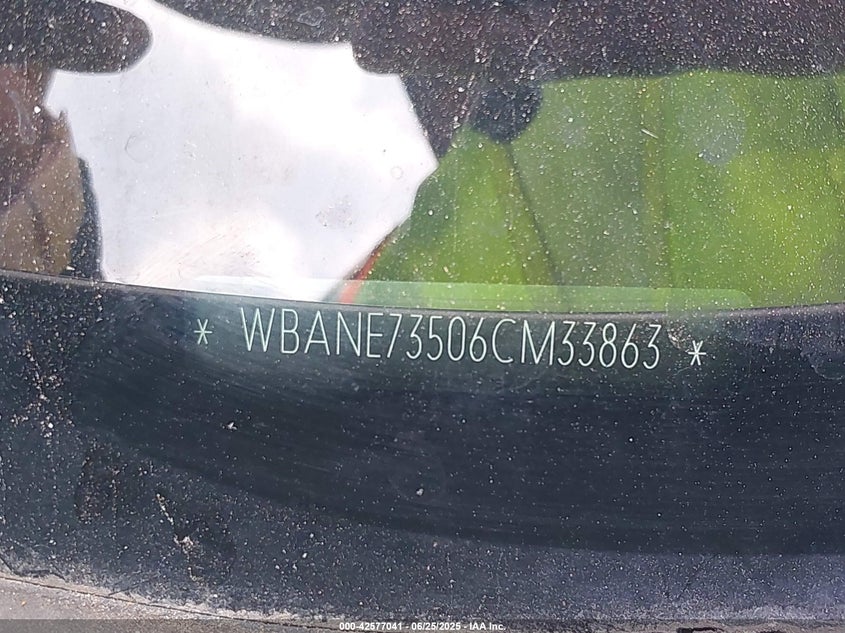 * WBANE73506CM33863 *
000-42577041 - 06/25/2025 - IAA Inc.